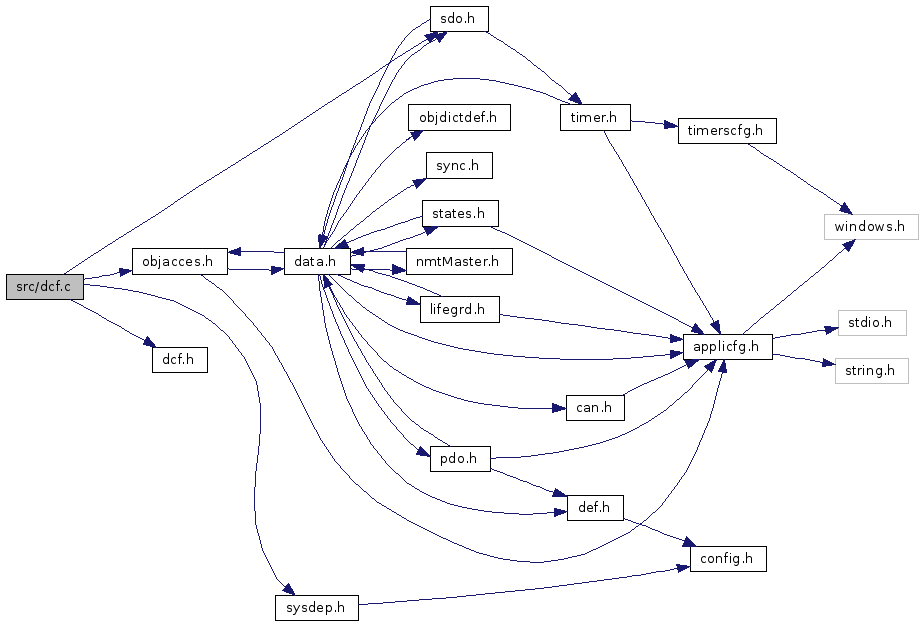 sdo.h
objdictdef.h
timer.h
timerscfg.h
sync.h
states.h
windows.h
objacces.h
data.h
nmtMaster.h
src/dcf.c
lifegrd.h
stdio.h
dcf.h
applicfg.h
string.h
can.h
pdo.h
def.h
config.h
sysdep.h